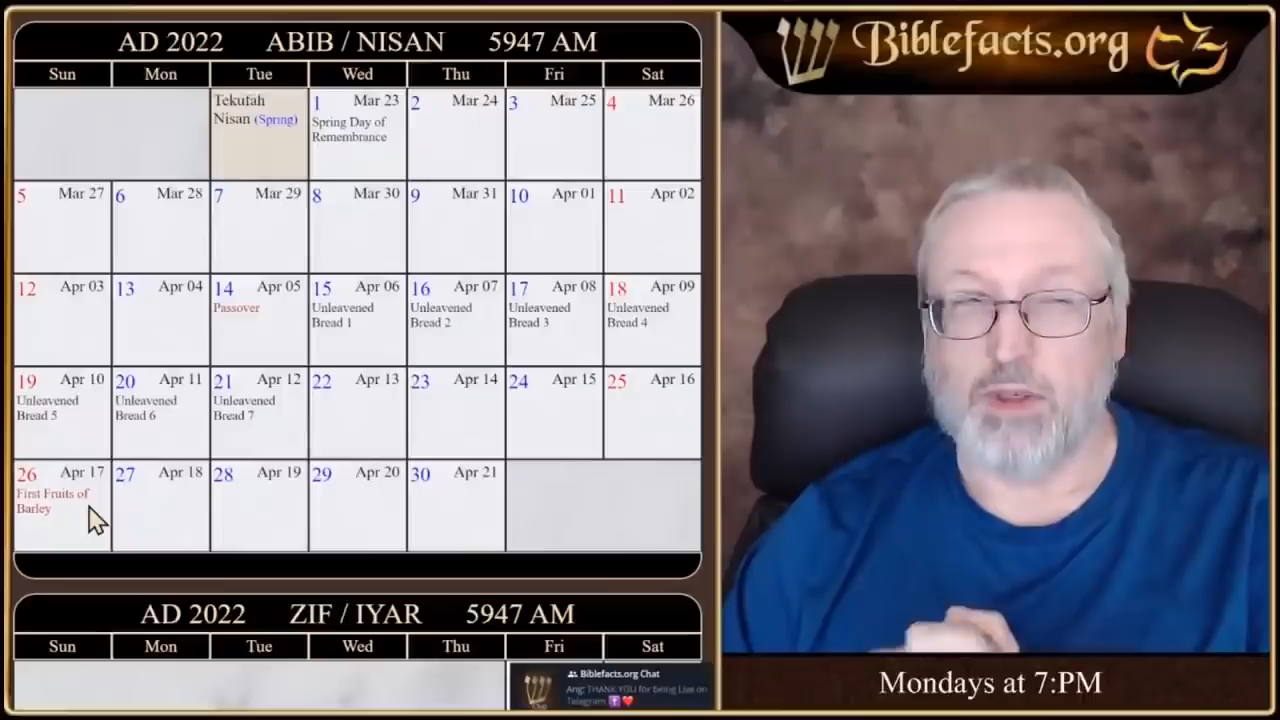 AD 2022 ABIB / NISAN 5947 AM
Sun Mon Tue Wed Thu Fri Sat
Tekufah
Nisan (Spring)
1 Mar 23
Spring Day of
Remembrance
2 Mar 24
3 Mar 25
4 Mar 26
5 Mar 27
6 Mar 28
7 Mar 29
8 Mar 30
9 Mar 31
10 Apr 01
11 Apr 02
12 Apr 03
13 Apr 04
14 Apr 05
Passover
15 Apr 06
Unleavened
Bread 1
16 Apr 07
Unleavened
Bread 2
17 Apr 08
Unleavened
Bread 3
18 Apr 09
Unleavened
Bread 4
19 Apr 10
Unleavened
Bread 5
20 Apr 11
Unleavened
Bread 6
21 Apr 12
Unleavened
Bread 7
22 Apr 13
23 Apr 14
24 Apr 15
25 Apr 16
26 Apr 17
First Fruits of
Barley
27 Apr 18
28 Apr 19
29 Apr 20
30 Apr 21
AD 2022 ZIF / IYAR 5947 AM
Sun Mon Tue Wed Thu Fri Sat
Biblefacts.org Chat
Ang: THANK YOU for being Live on
Telegram
Biblefacts.org
Mondays at 7:PM